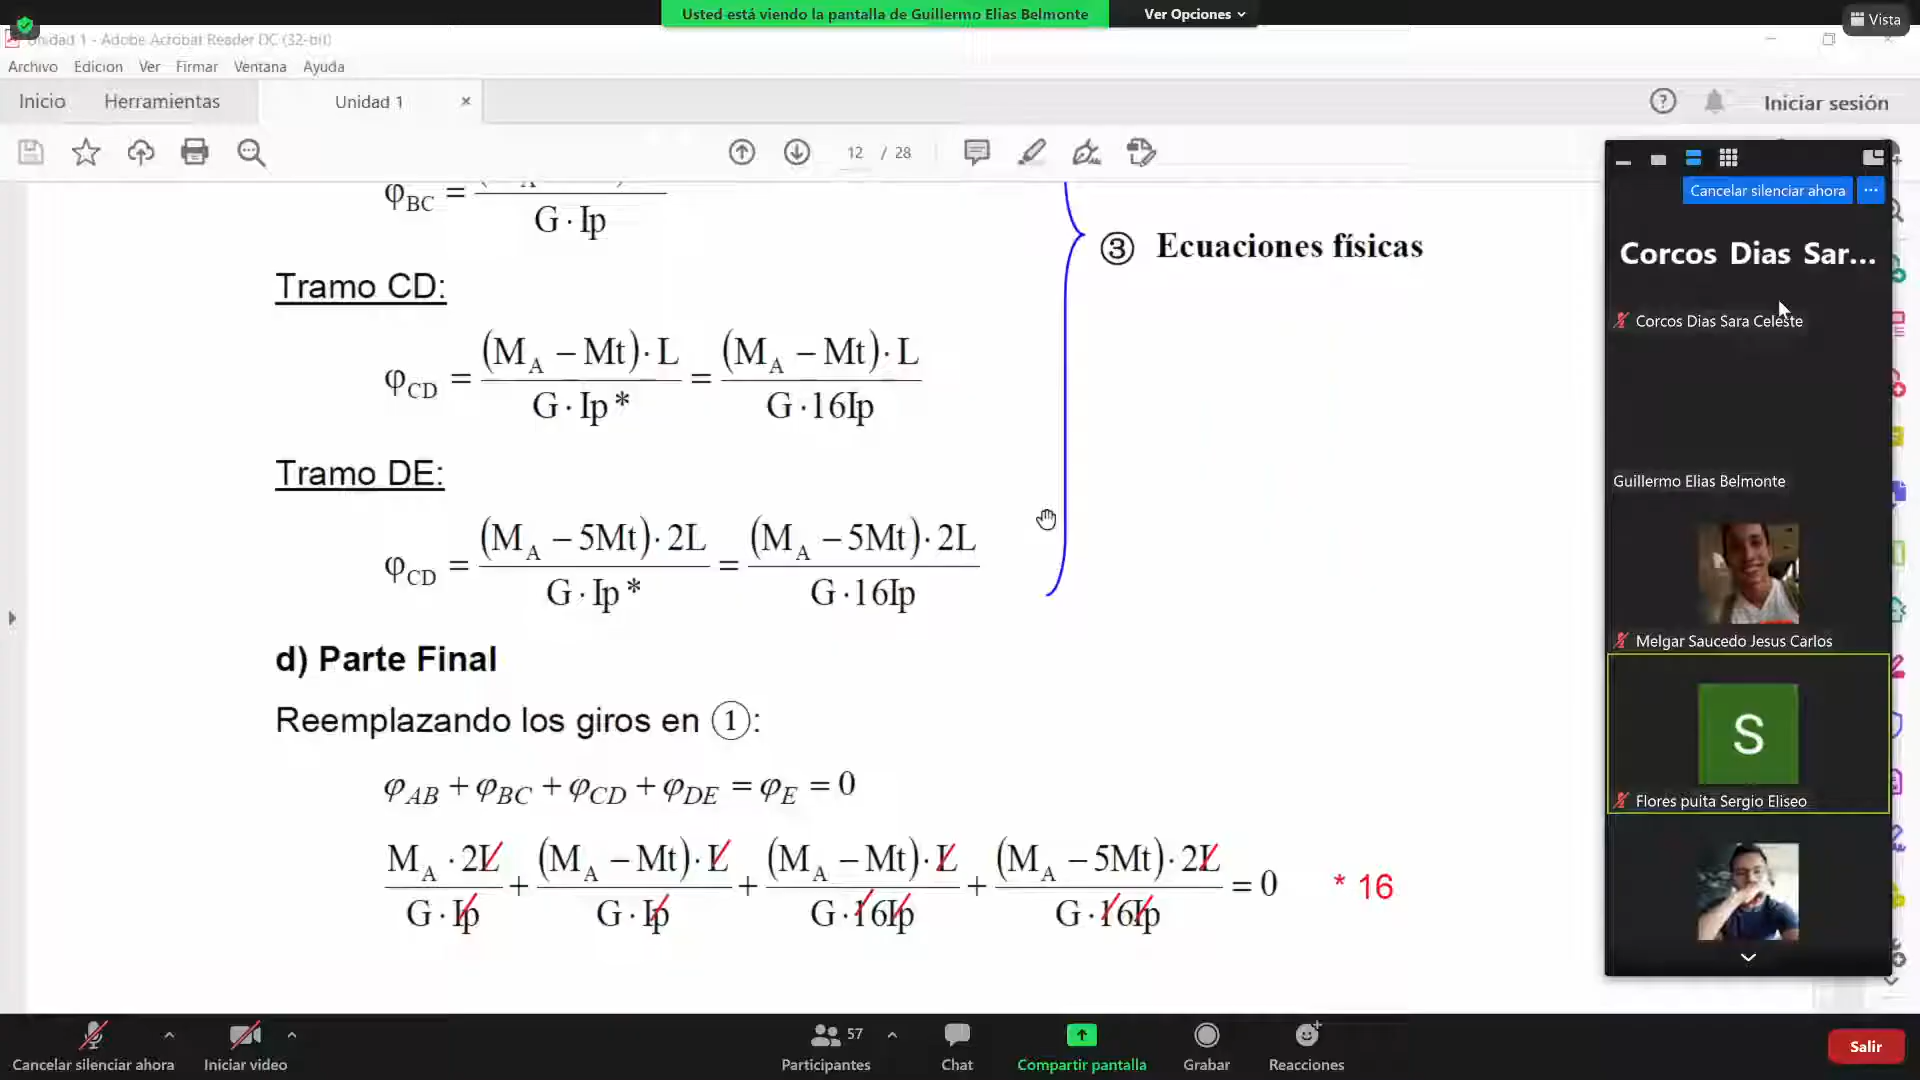 Usted está viendo la pantalla de Guillermo Elias Belmonte
Ver Opciones
Vista
Unidad 1 - Adobe Acrobat Reader DC (32-bit)
Archivo Edicion Ver Firmar Ventana Ayuda
Inicio Herramientas Unidad 1 × Iniciar sesión
12 / 28
φBC = G · Ip
③ Ecuaciones físicas
Tramo CD:
φCD = (MA − Mt) · L / G · Ip * = (MA − Mt) · L / G · 16Ip
Tramo DE:
φCD = (MA − 5Mt) · 2L / G · Ip * = (MA − 5Mt) · 2L / G · 16Ip
d) Parte Final
Reemplazando los giros en ①:
φAB + φBC + φCD + φDE = φE = 0
MA · 2L / G · Ip + (MA − Mt) · L / G · Ip + (MA − Mt) · L / G · 16Ip + (MA − 5Mt) · 2L / G · 16Ip = 0 * 16
Cancelar silenciar ahora ...
Corcos Dias Sar...
Corcos Dias Sara Celeste
Guillermo Elias Belmonte
Melgar Saucedo Jesus Carlos
S
Flores puita Sergio Eliseo
Cancelar silenciar ahora
Iniciar video
57
Participantes
Chat
Compartir pantalla
Grabar
Reacciones
Salir